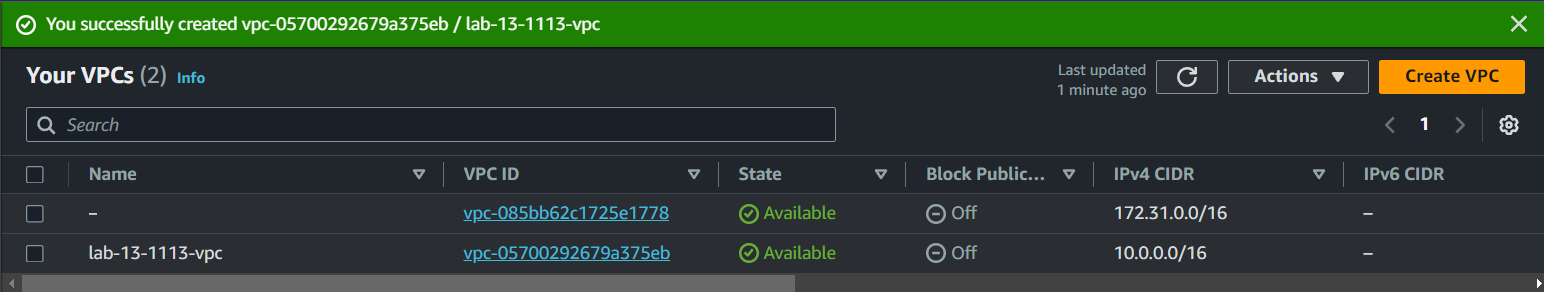 You successfully created vpc-05700292679a375eb / lab-13-1113-vpc
Your VPCs (2) Info
Last updated
1 minute ago
Actions
Create VPC
Search
1
Name VPC ID State Block Public... IPv4 CIDR IPv6 CIDR
– vpc-085bb62c1725e1778 Available Off 172.31.0.0/16 –
lab-13-1113-vpc vpc-05700292679a375eb Available Off 10.0.0.0/16 –